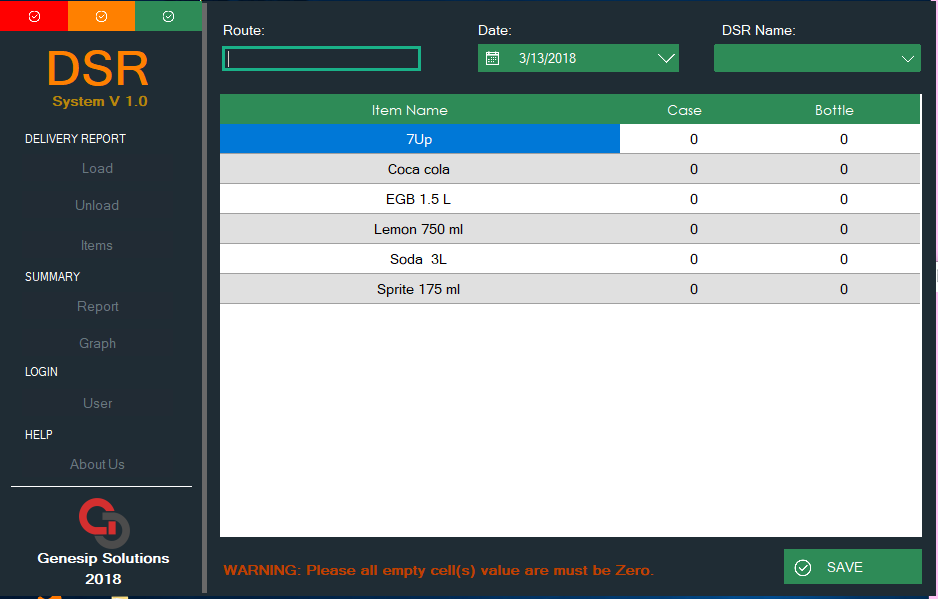 DSR
System V 1.0
DELIVERY REPORT
Load
Unload
Items
SUMMARY
Report
Graph
LOGIN
User
HELP
About Us
Genesip Solutions
2018
Route: Date: DSR Name:
3/13/2018
Item Name Case Bottle
7Up 0 0
Coca cola 0 0
EGB 1.5 L 0 0
Lemon 750 ml 0 0
Soda  3L 0 0
Sprite 175 ml 0 0
WARNING: Please all empty cell(s) value are must be Zero.
SAVE